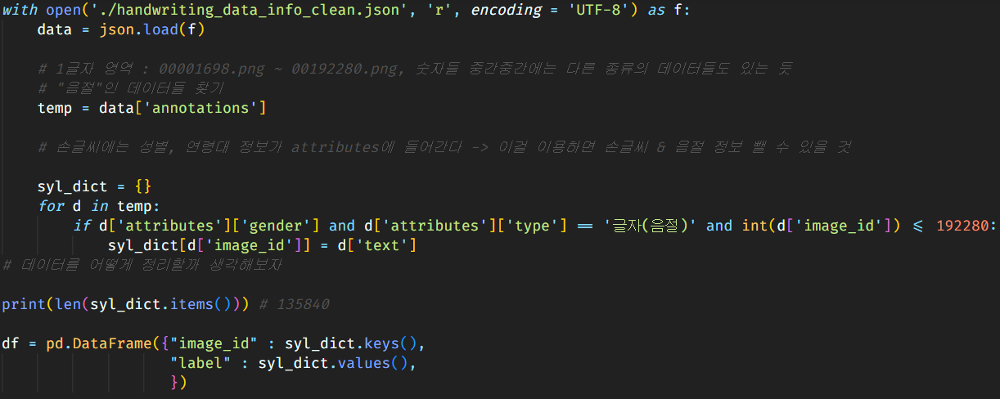 with open('./handwriting_data_info_clean.json', 'r', encoding = 'UTF-8') as f:
    data = json.load(f)

    # 1글자 영역 : 00001698.png ~ 00192280.png, 숫자들 중간중간에는 다른 종류의 데이터들도 있는 듯
    # "음절"인 데이터들 찾기
    temp = data['annotations']

    # 손글씨에는 성별, 연령대 정보가 attributes에 들어간다 -> 이걸 이용하면 손글씨 & 음절 정보 뺄 수 있을 것

    syl_dict = {}
    for d in temp:
        if d['attributes']['gender'] and d['attributes']['type'] == '글자(음절)' and int(d['image_id']) <= 192280:
            syl_dict[d['image_id']] = d['text']
# 데이터를 어떻게 정리할까 생각해보자

print(len(syl_dict.items())) # 135840

df = pd.DataFrame({"image_id" : syl_dict.keys(),
                   "label" : syl_dict.values(),
                   })